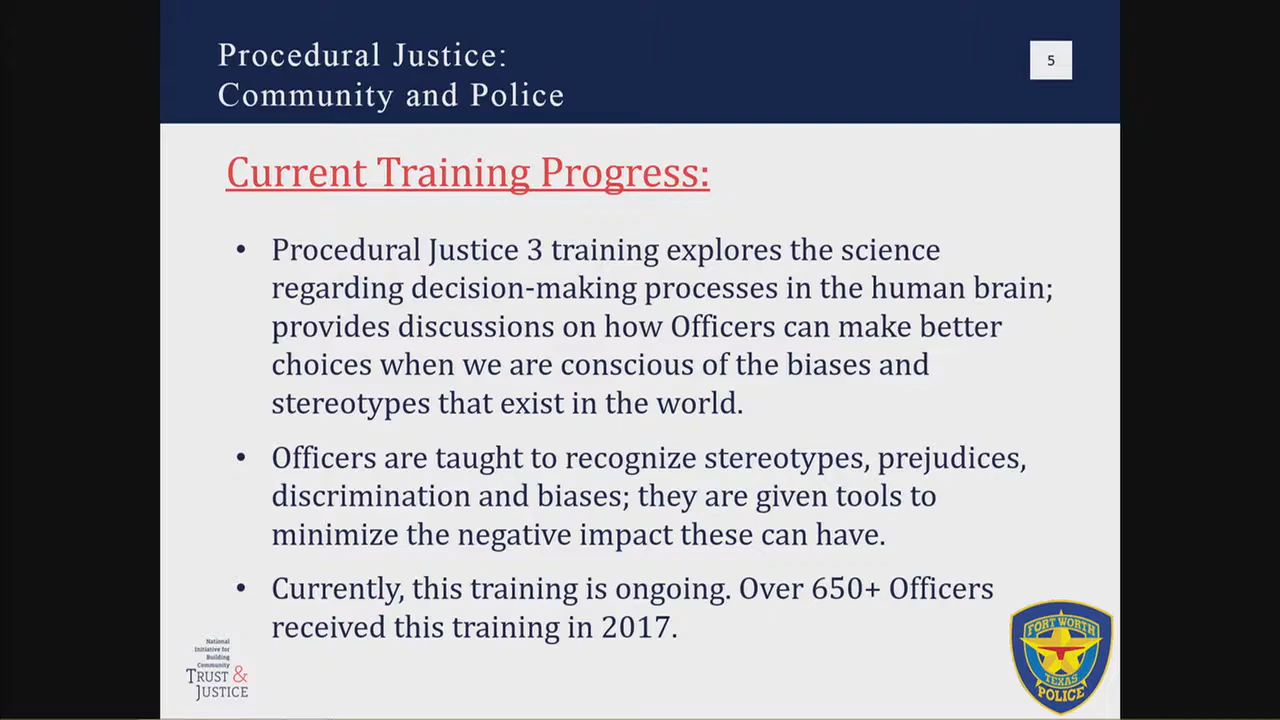 Procedural Justice:
Community and Police
5
Current Training Progress:
• Procedural Justice 3 training explores the science
regarding decision-making processes in the human brain;
provides discussions on how Officers can make better
choices when we are conscious of the biases and
stereotypes that exist in the world.
• Officers are taught to recognize stereotypes, prejudices,
discrimination and biases; they are given tools to
minimize the negative impact these can have.
• Currently, this training is ongoing. Over 650+ Officers
received this training in 2017.
National
Initiative for
Building
Community
TRUST &
JUSTICE
FORT WORTH
TEXAS
POLICE